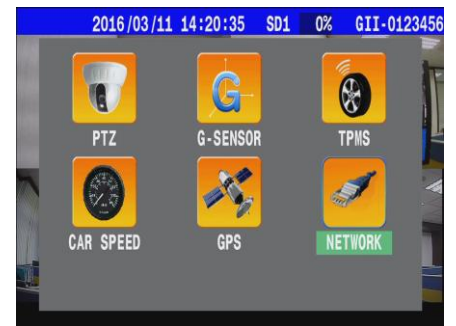 2016/03/11 14:20:35 SD1 0% GII-0123456
PTZ G-SENSOR TPMS
CAR SPEED GPS NETWORK